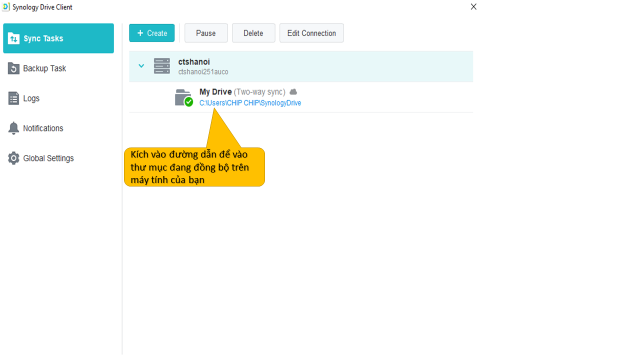 Synology Drive Client
Sync Tasks
Backup Task
Logs
Notifications
Global Settings
+ Create
Pause
Delete
Edit Connection
ctshanoi
ctshanoi251auco
My Drive (Two-way sync)
C:\Users\CHIP CHIP\SynologyDrive
Kích vào đường dẫn để vào
thư mục đang đồng bộ trên
máy tính của bạn